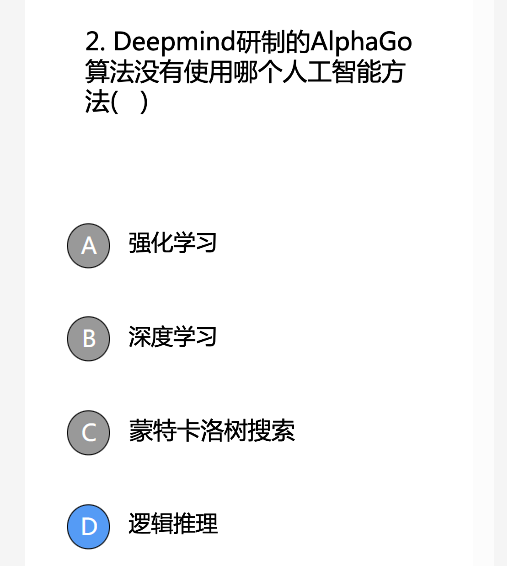 2. Deepmind研制的AlphaGo
算法没有使用哪个人工智能方
法(   )
A 强化学习
B 深度学习
C 蒙特卡洛树搜索
D 逻辑推理